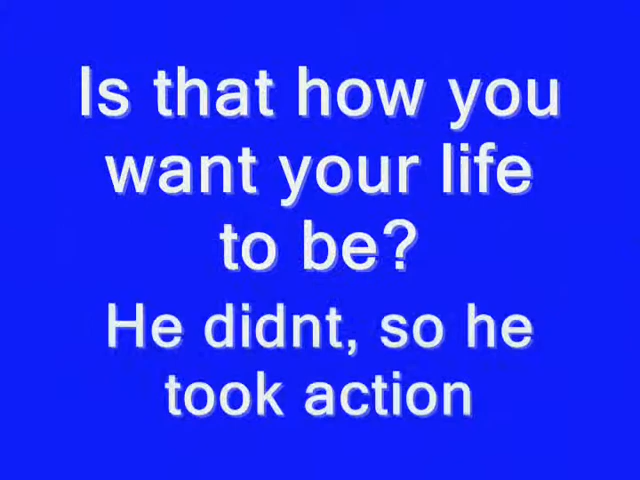 Is that how you
want your life
to be?
He didnt, so he
took action